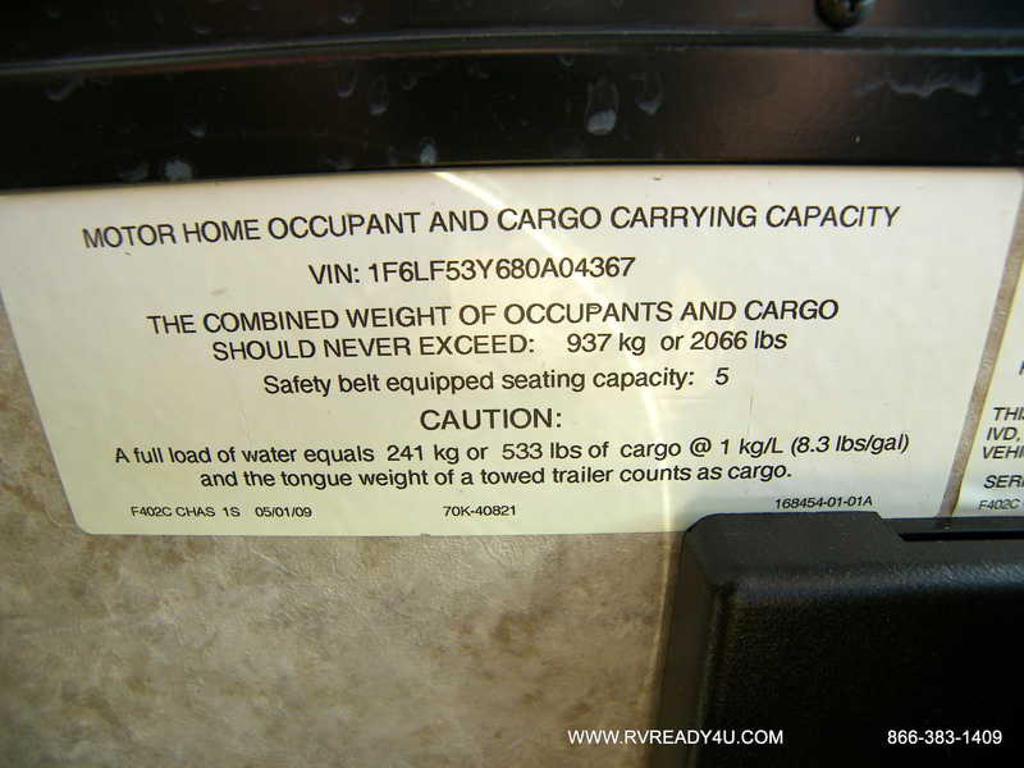 MOTOR HOME OCCUPANT AND CARGO CARRYING CAPACITY
VIN: 1F6LF53Y680A04367
THE COMBINED WEIGHT OF OCCUPANTS AND CARGO
SHOULD NEVER EXCEED: 937 kg or 2066 lbs
Safety belt equipped seating capacity: 5
CAUTION:
A full load of water equals 241 kg or 533 lbs of cargo @ 1 kg/L (8.3 lbs/gal)
and the tongue weight of a towed trailer counts as cargo.
F402C CHAS 1S 05/01/09 70K-40821 168454-01-01A
IVD,
F402C
WWW.RVREADY4U.COM 866-383-1409